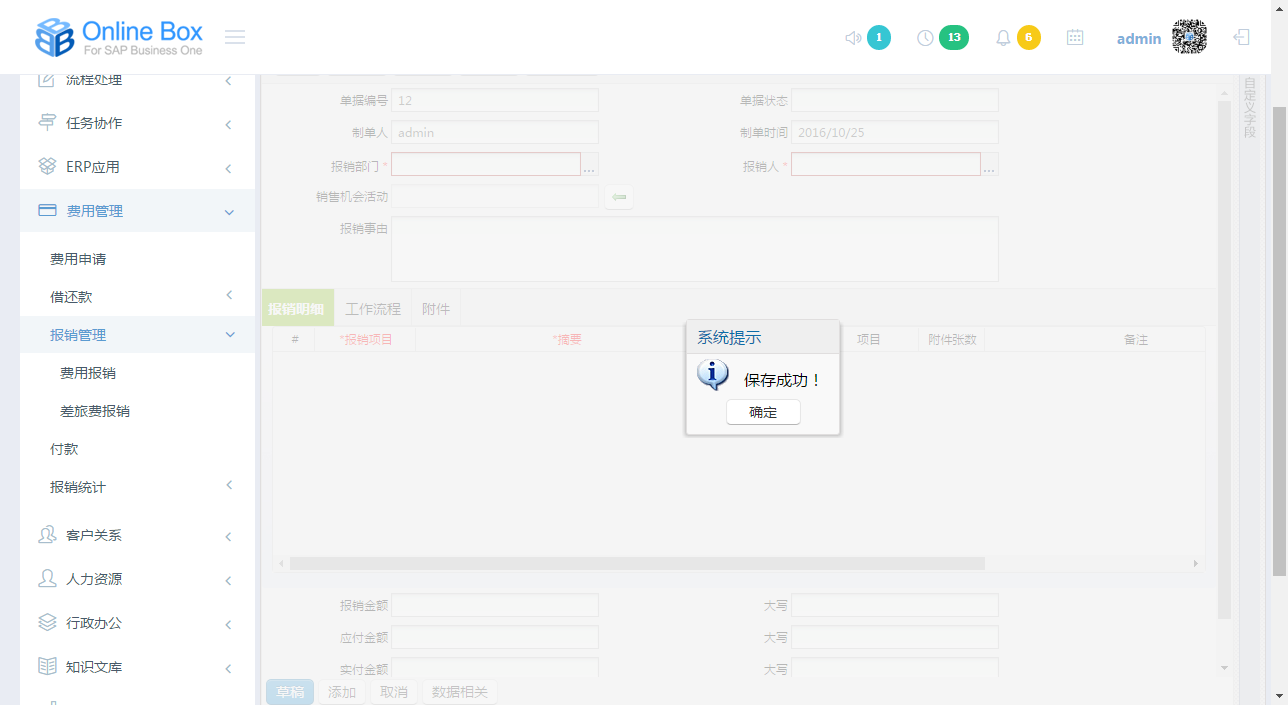 Online Box
For SAP Business One
1
13
6
admin
流程处理
任务协作
ERP应用
费用管理
费用申请
借还款
报销管理
费用报销
差旅费报销
付款
报销统计
客户关系
人力资源
行政办公
知识文库
单据编号 12 单据状态
制单人 admin 制单时间 2016/10/25
报销部门 * ... 报销人 * ...
销售机会活动
报销事由
报销明细 工作流程 附件
# *报销项目 *摘要 项目 附件张数 备注
系统提示
保存成功！
确定
报销金额 大写
应付金额 大写
实付金额 大写
草稿 添加 取消 数据相关
自定义字段